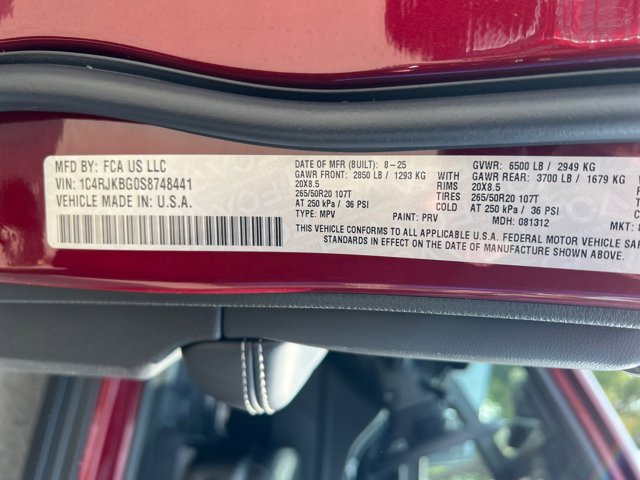 MFD BY: FCA US LLC
VIN: 1C4RJKBG0S8748441
VEHICLE MADE IN: U.S.A.
DATE OF MFR (BUILT): 8-25
GAWR FRONT: 2850 LB / 1293 KG WITH
20X8.5 RIMS
265/50R20 107T TIRES
AT 250 kPa / 36 PSI COLD
TYPE: MPV PAINT: PRV
GVWR: 6500 LB / 2949 KG
GAWR REAR: 3700 LB / 1679 KG WITH
20X8.5
265/50R20 107T
AT 250 kPa / 36 PSI
MDH: 081312
MKT:
THIS VEHICLE CONFORMS TO ALL APPLICABLE U.S.A. FEDERAL MOTOR VEHICLE
STANDARDS IN EFFECT ON THE DATE OF MANUFACTURE SHOWN ABOVE.